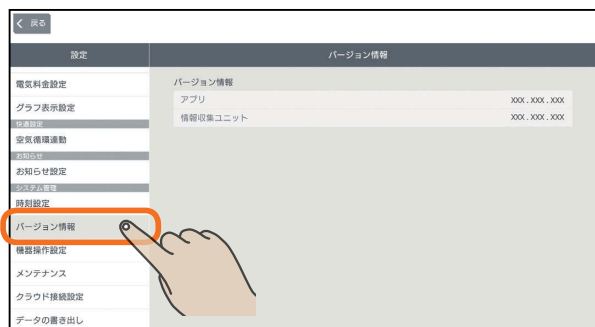 戻る
設定
バージョン情報
電気料金設定
グラフ表示設定
快適設定
空気循環連動
お知らせ
お知らせ設定
システム管理
時刻設定
バージョン情報
機器操作設定
メンテナンス
クラウド接続設定
データの書き出し
バージョン情報
アプリ XXX.XXX.XXX
情報収集ユニット XXX.XXX.XXX